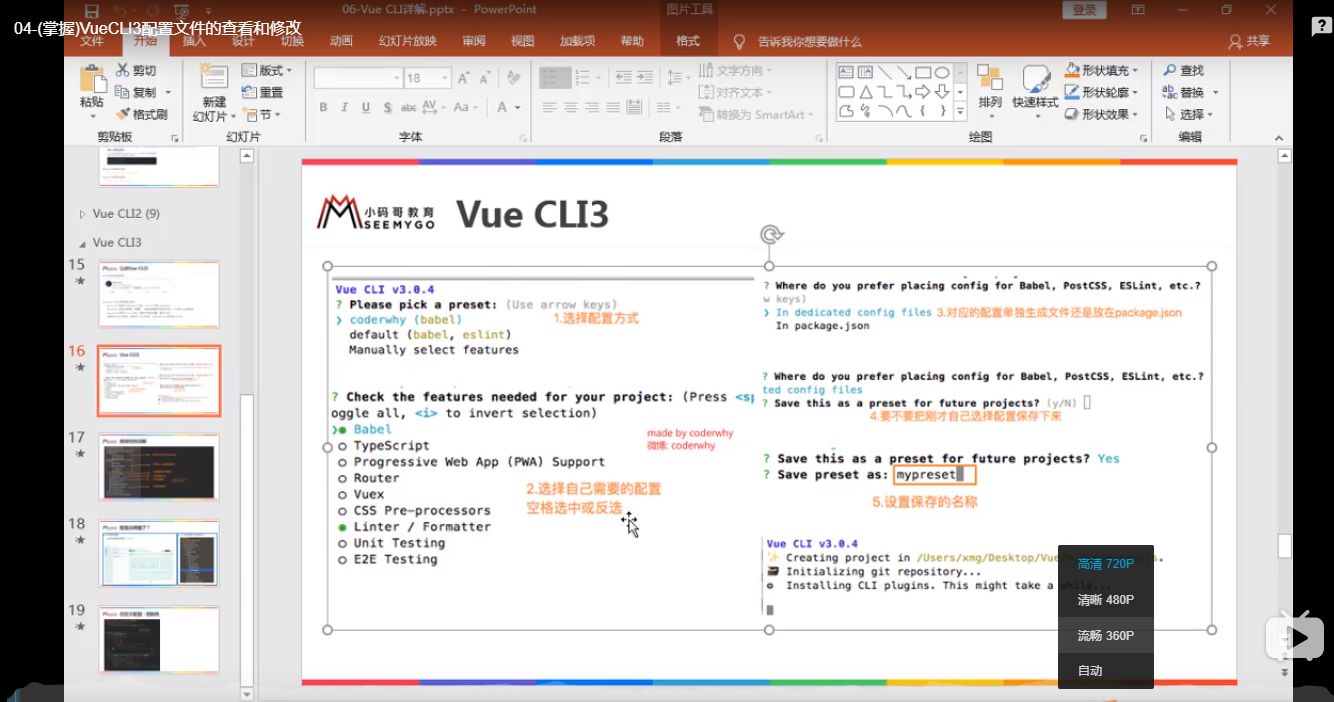 06-Vue CLI详解.pptx - PowerPoint
图片工具
登录
04-(掌握)VueCLI3配置文件的查看和修改
文件 开始 插入 设计 切换 动画 幻灯片放映 审阅 视图 加载项 帮助 格式 告诉我你想要做什么 共享
粘贴
剪切
复制
格式刷
剪贴板
新建
幻灯片
版式
重置
节
幻灯片
18
B I U S abc AV Aa A
字体
文字方向
对齐文本
转换为 SmartArt
段落
排列
快速样式
形状填充
形状轮廓
形状效果
绘图
查找
替换
选择
编辑
Vue CLI2 (9)
Vue CLI3
15
16
17
18
19
小码哥教育
SEEMYGO
Vue CLI3
Vue CLI v3.0.4
? Please pick a preset: (Use arrow keys)
❯ coderwhy (babel)
1.选择配置方式
default (babel, eslint)
Manually select features
? Check the features needed for your project: (Press <sp
oggle all, <i> to invert selection)
❯◉ Babel
○ TypeScript
○ Progressive Web App (PWA) Support
○ Router
○ Vuex
○ CSS Pre-processors
◉ Linter / Formatter
○ Unit Testing
○ E2E Testing
made by coderwhy
微博: coderwhy
2.选择自己需要的配置
空格选中或反选
? Where do you prefer placing config for Babel, PostCSS, ESLint, etc.?
w keys)
❯ In dedicated config files 3.对应的配置单独生成文件还是放在package.json
In package.json
? Where do you prefer placing config for Babel, PostCSS, ESLint, etc.?
ted config files
? Save this as a preset for future projects? (y/N)
4.要不要把刚才自己选择配置保存下来
? Save this as a preset for future projects? Yes
? Save preset as: mypreset
5.设置保存的名称
Vue CLI v3.0.4
Creating project in /Users/xmg/Desktop/Vue
Initializing git repository...
Installing CLI plugins. This might take a while...
高清 720P
清晰 480P
流畅 360P
自动